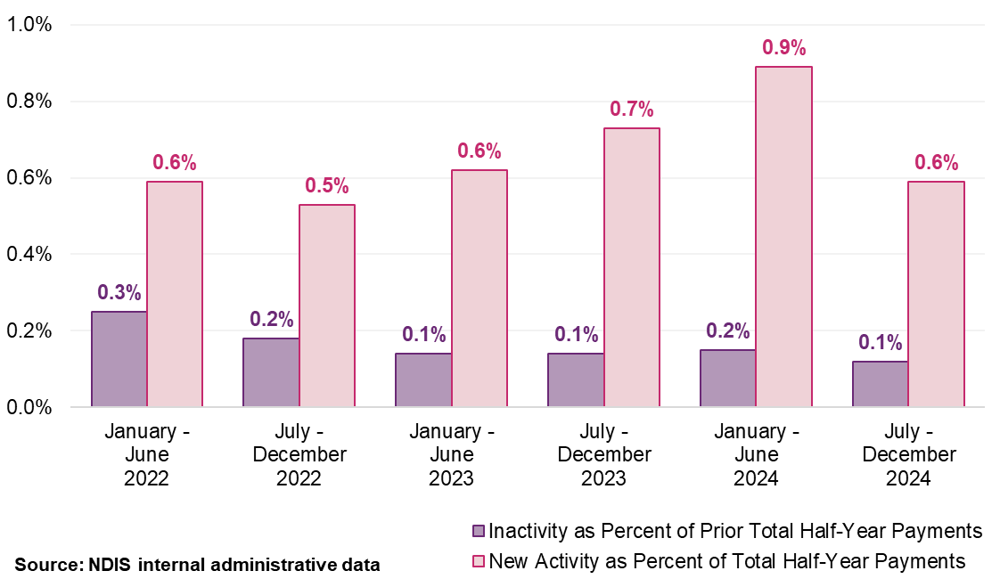 1.0%
0.8%
0.6%
0.4%
0.2%
0.0%
0.3%
0.6%
0.2%
0.5%
0.1%
0.6%
0.1%
0.7%
0.2%
0.9%
0.1%
0.6%
January -
June
2022
July -
December
2022
January -
June
2023
July -
December
2023
January -
June
2024
July -
December
2024
Inactivity as Percent of Prior Total Half-Year Payments
New Activity as Percent of Total Half-Year Payments
Source: NDIS internal administrative data